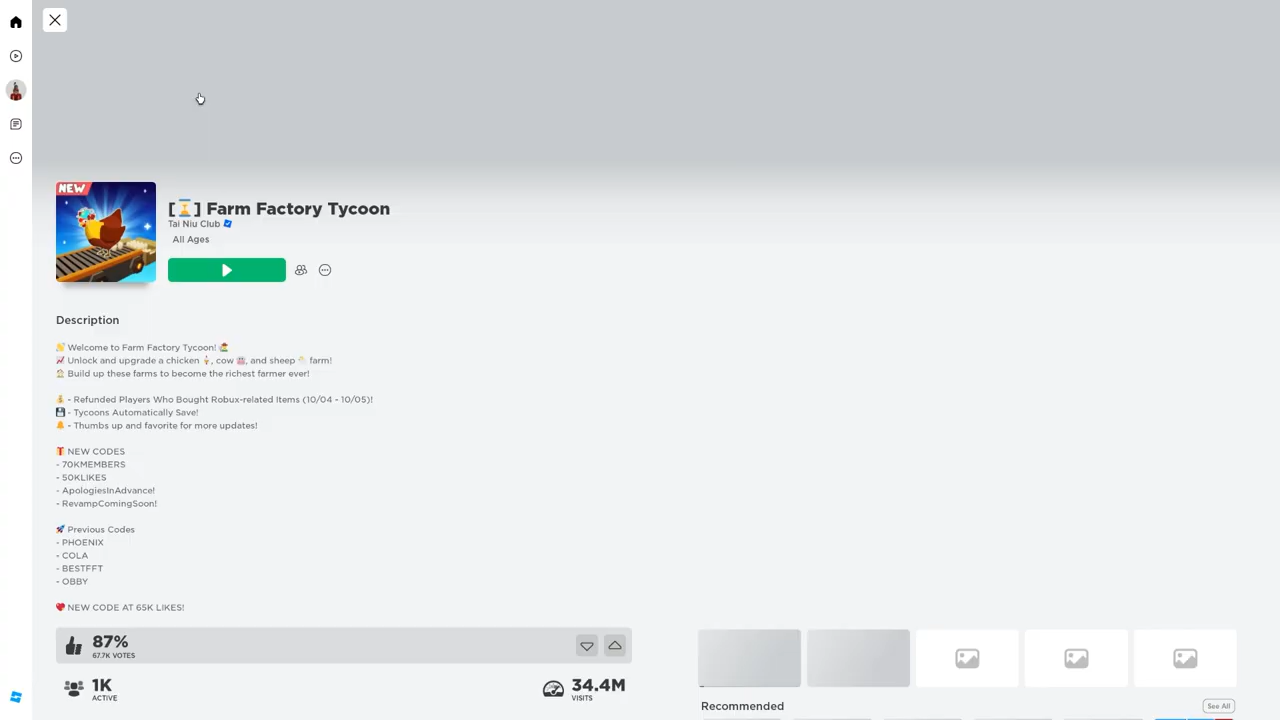 NEW
[⌛] Farm Factory Tycoon
Tai Niu Club
All Ages
Description
👋 Welcome to Farm Factory Tycoon! 🏕
📈 Unlock and upgrade a chicken 🐓, cow 🐮, and sheep 🐑 farm!
🏡 Build up these farms to become the richest farmer ever!
💰 - Refunded Players Who Bought Robux-related Items (10/04 - 10/05)!
💾 - Tycoons Automatically Save!
🔔 - Thumbs up and favorite for more updates!
🎁 NEW CODES
- 70KMEMBERS
- 50KLIKES
- ApologiesInAdvance!
- RevampComingSoon!
🚀 Previous Codes
- PHOENIX
- COLA
- BESTFFT
- OBBY
❤️ NEW CODE AT 65K LIKES!
87%
67.7K VOTES
1K
ACTIVE
34.4M
VISITS
Recommended
See All